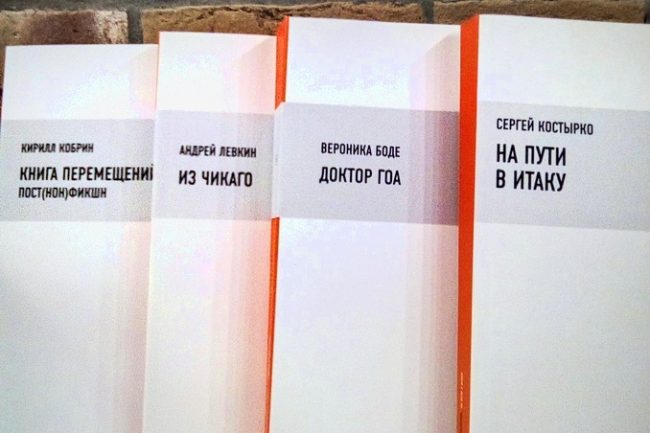 КИРИЛЛ КОБРИН
КНИГА ПЕРЕМЕЩЕНИЙ
ПОСТ(НОН)ФИКШН
АНДРЕЙ ЛЕВКИН
ИЗ ЧИКАГО
ВЕРОНИКА БОДЕ
ДОКТОР ГОА
СЕРГЕЙ КОСТЫРКО
НА ПУТИ
В ИТАКУ